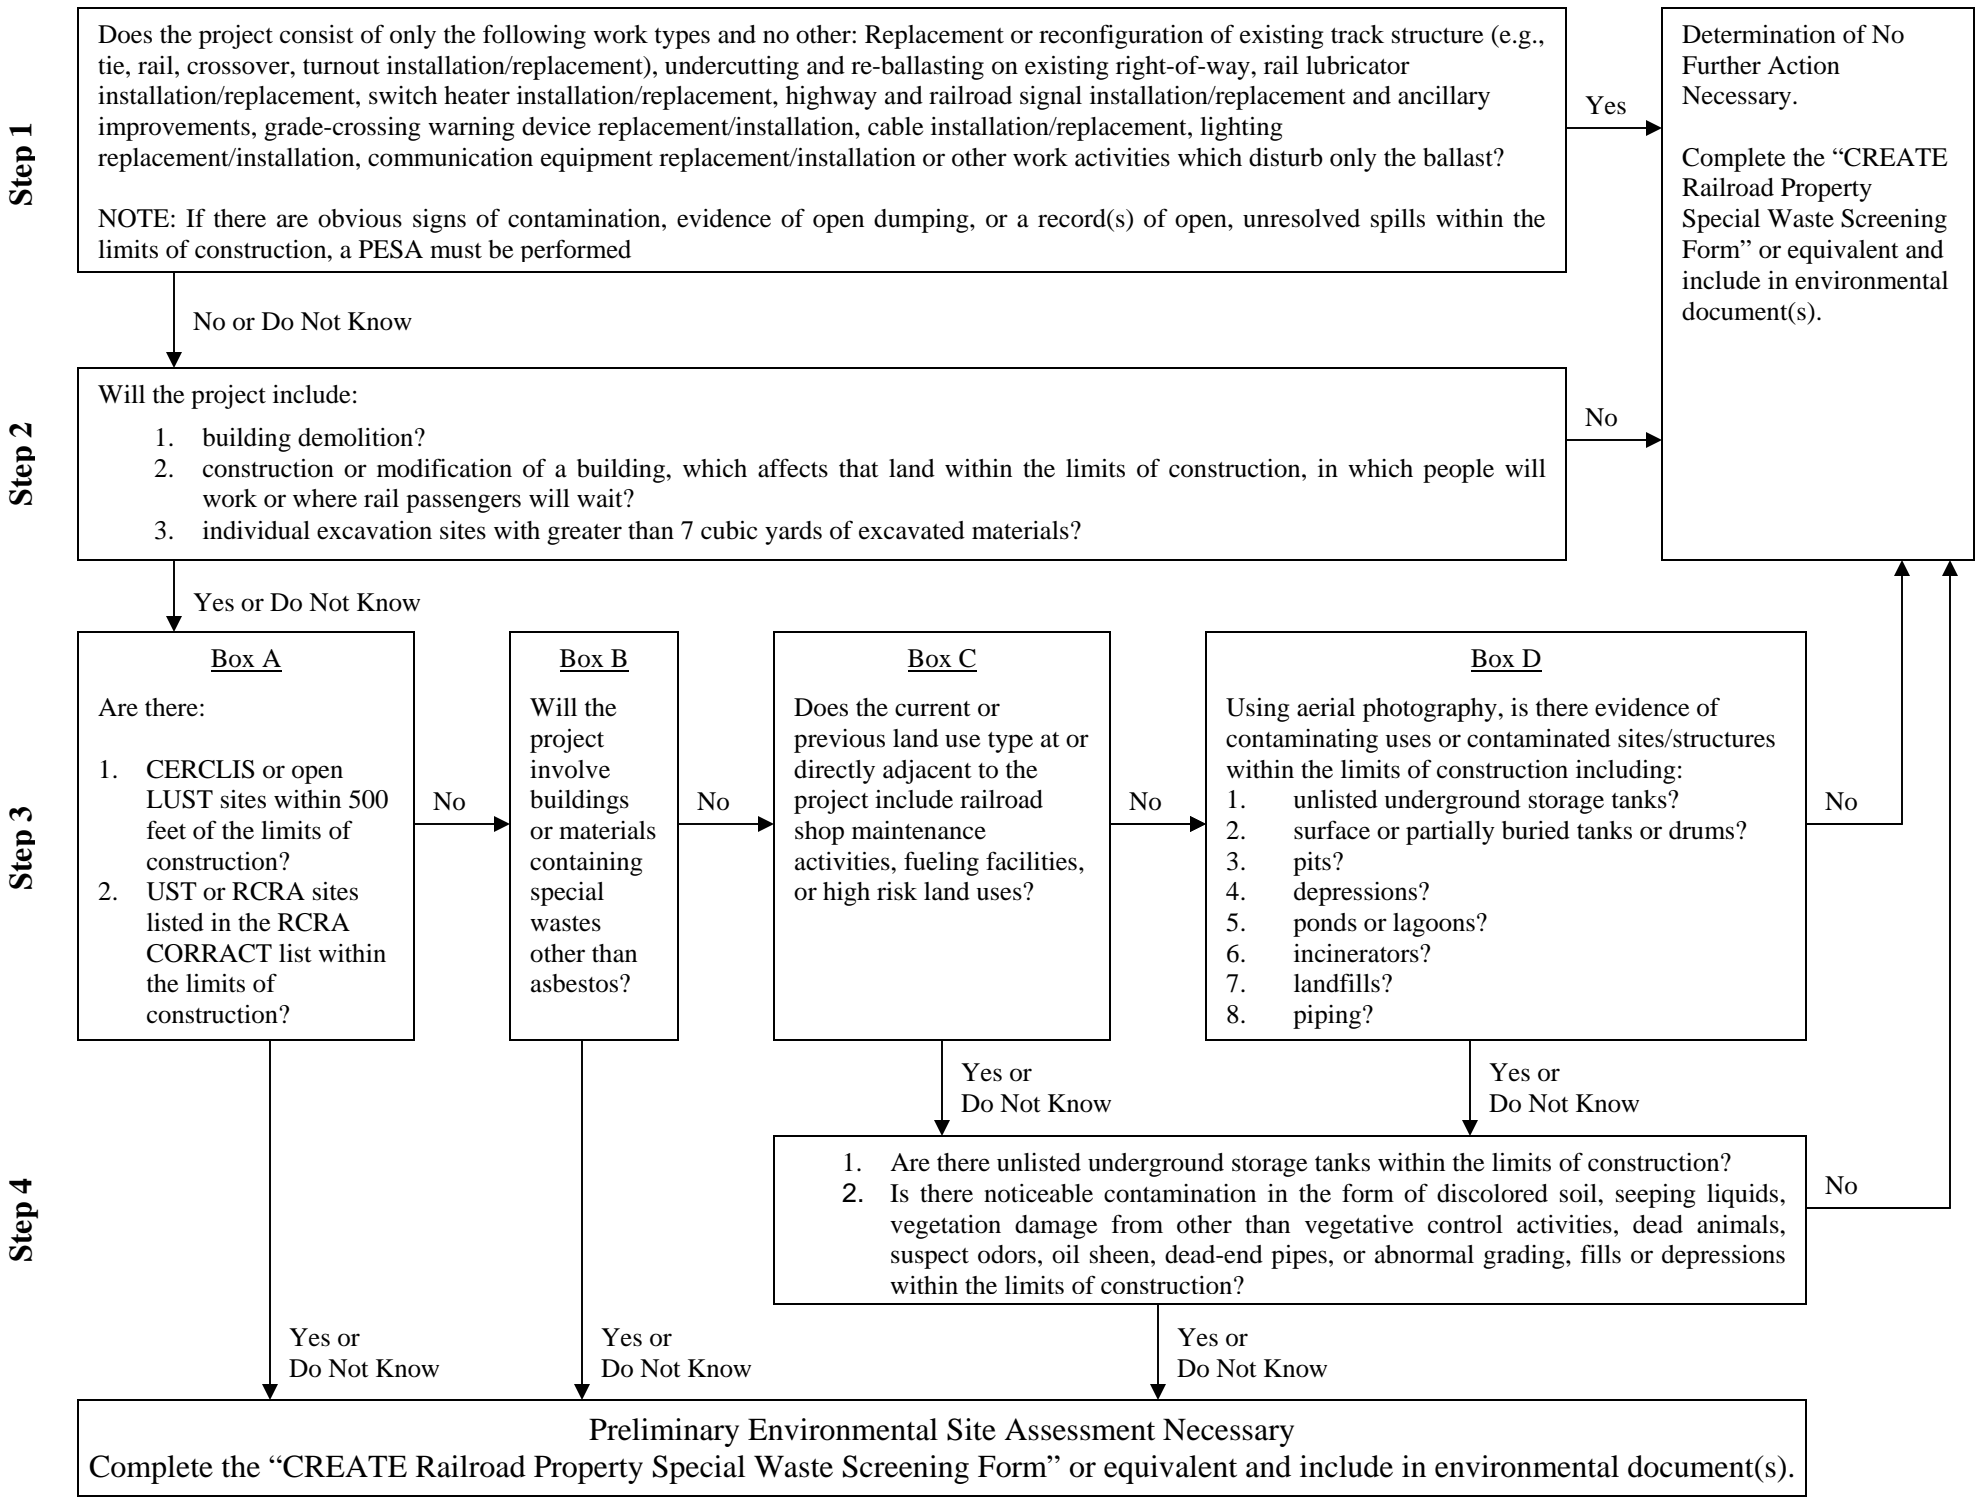 Step 1
Does the project consist of only the following work types and no other: Replacement or reconfiguration of existing track structure (e.g.,
tie, rail, crossover, turnout installation/replacement), undercutting and re-ballasting on existing right-of-way, rail lubricator
installation/replacement, switch heater installation/replacement, highway and railroad signal installation/replacement and ancillary
improvements, grade-crossing warning device replacement/installation, cable installation/replacement, lighting
replacement/installation, communication equipment replacement/installation or other work activities which disturb only the ballast?
NOTE: If there are obvious signs of contamination, evidence of open dumping, or a record(s) of open, unresolved spills within the
limits of construction, a PESA must be performed
Yes
Determination of No
Further Action
Necessary.
Complete the “CREATE
Railroad Property
Special Waste Screening
Form” or equivalent and
include in environmental
document(s).
No or Do Not Know
Step 2
Will the project include:
1. building demolition?
2. construction or modification of a building, which affects that land within the limits of construction, in which people will
work or where rail passengers will wait?
3. individual excavation sites with greater than 7 cubic yards of excavated materials?
No
Yes or Do Not Know
Step 3
Box A
Are there:
1. CERCLIS or open
LUST sites within 500
feet of the limits of
construction?
2. UST or RCRA sites
listed in the RCRA
CORRACT list within
the limits of
construction?
No
Box B
Will the
project
involve
buildings
or materials
containing
special
wastes
other than
asbestos?
No
Box C
Does the current or
previous land use type at or
directly adjacent to the
project include railroad
shop maintenance
activities, fueling facilities,
or high risk land uses?
No
Box D
Using aerial photography, is there evidence of
contaminating uses or contaminated sites/structures
within the limits of construction including:
1. unlisted underground storage tanks?
2. surface or partially buried tanks or drums?
3. pits?
4. depressions?
5. ponds or lagoons?
6. incinerators?
7. landfills?
8. piping?
No
Yes or
Do Not Know
Yes or
Do Not Know
Step 4
1. Are there unlisted underground storage tanks within the limits of construction?
2. Is there noticeable contamination in the form of discolored soil, seeping liquids,
vegetation damage from other than vegetative control activities, dead animals,
suspect odors, oil sheen, dead-end pipes, or abnormal grading, fills or depressions
within the limits of construction?
No
Yes or
Do Not Know
Yes or
Do Not Know
Yes or
Do Not Know
Preliminary Environmental Site Assessment Necessary
Complete the “CREATE Railroad Property Special Waste Screening Form” or equivalent and include in environmental document(s).